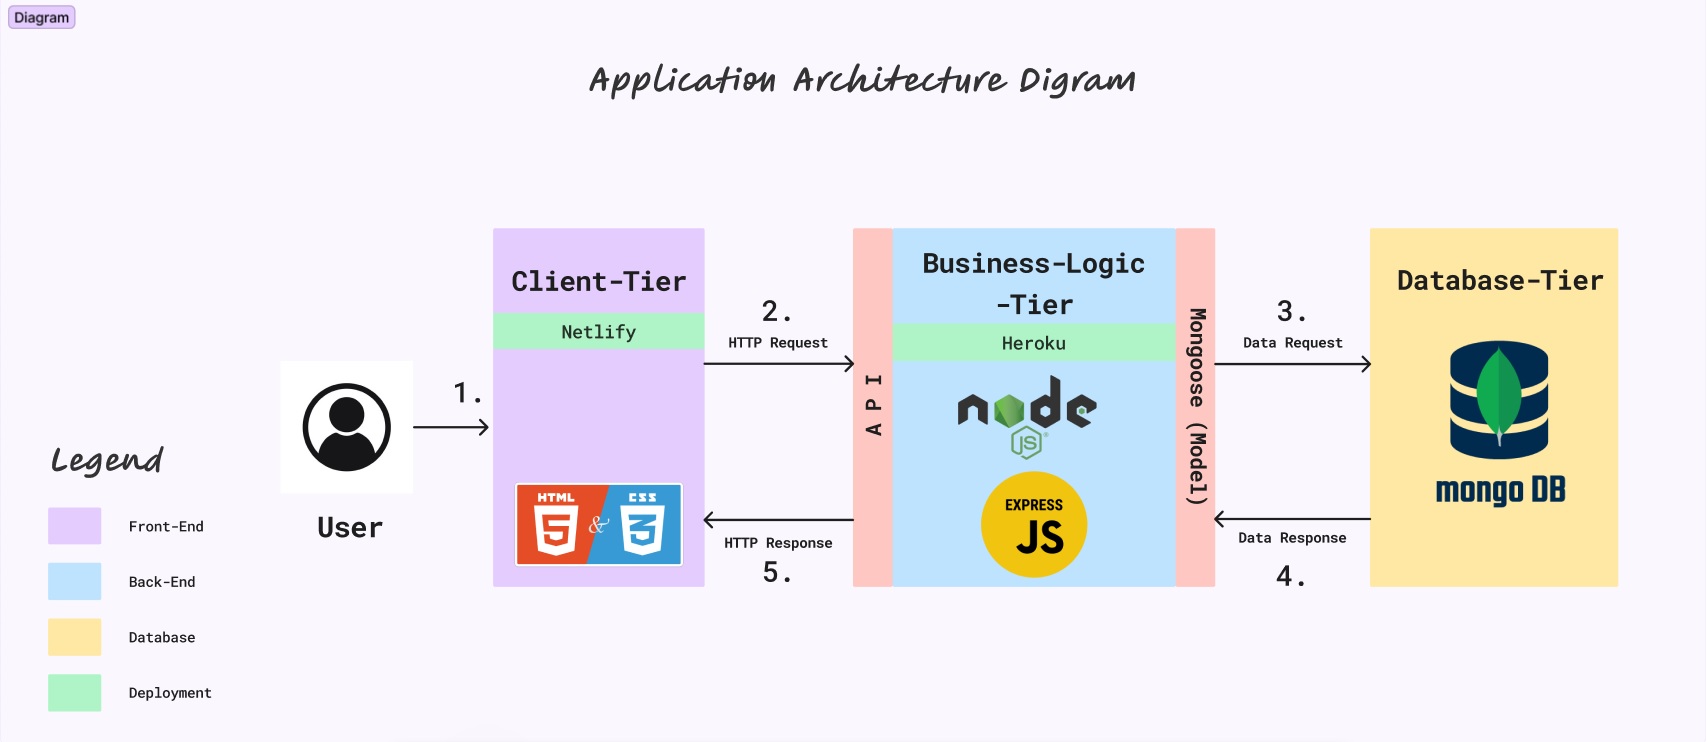 Diagram
Application Architecture Digram
Client-Tier
Netlify
HTML
5
&
CSS
3
1.
User
2.
HTTP Request
HTTP Response
5.
API
Business-Logic
-Tier
Heroku
node
JS
EXPRESS
JS
Mongoose (Model)
3.
Data Request
Data Response
4.
Database-Tier
mongo DB
Legend
Front-End
Back-End
Database
Deployment